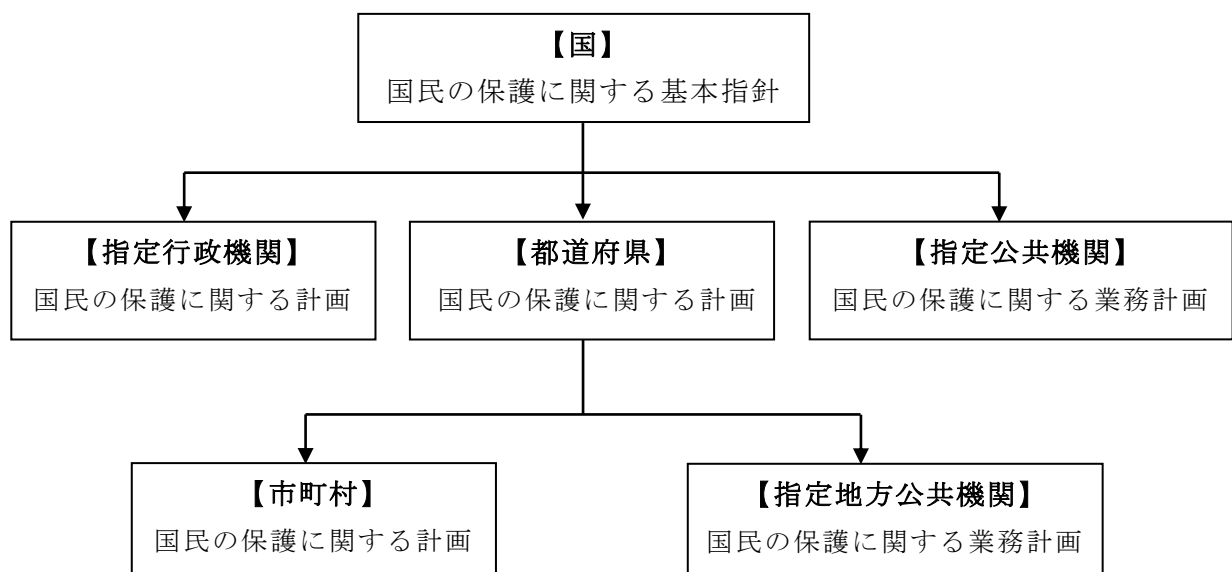 【国】
国民の保護に関する基本指針
【指定行政機関】
国民の保護に関する計画
【都道府県】
国民の保護に関する計画
【指定公共機関】
国民の保護に関する業務計画
【市町村】
国民の保護に関する計画
【指定地方公共機関】
国民の保護に関する業務計画